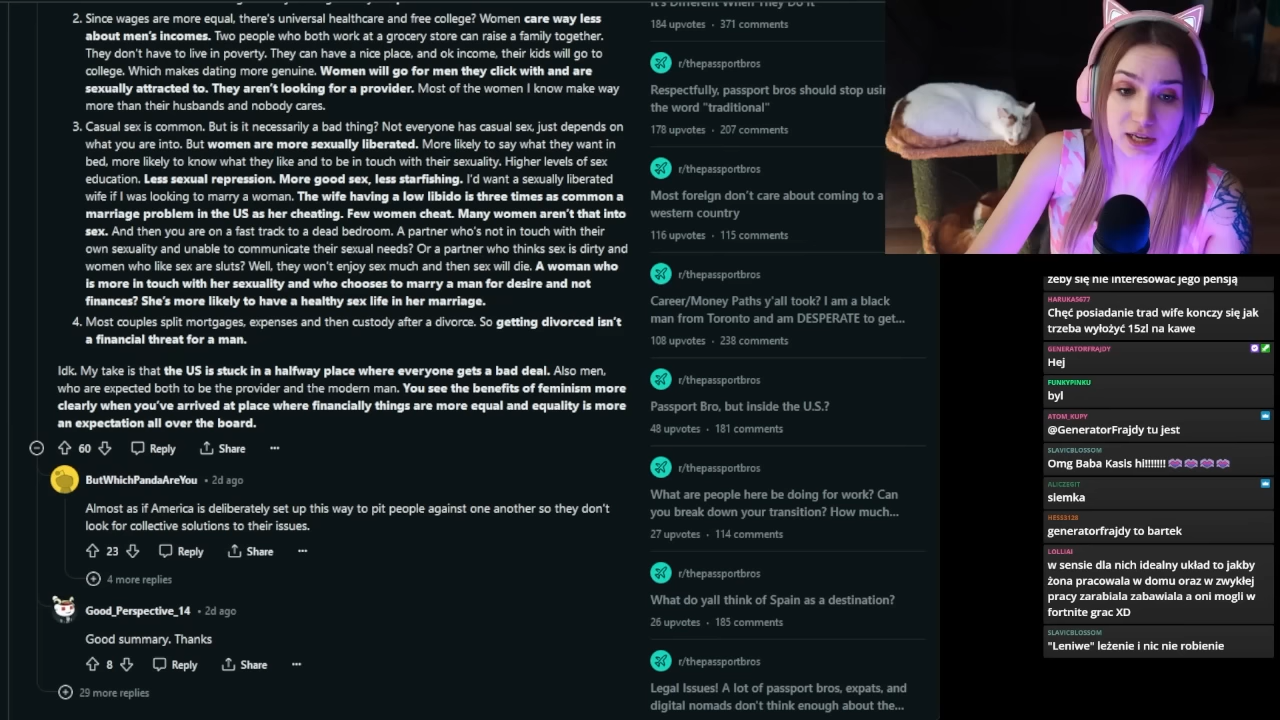 2. Since wages are more equal, there's universal healthcare and free college? Women care way less
about men's incomes. Two people who both work at a grocery store can raise a family together.
They don't have to live in poverty. They can have a nice place, and ok income, their kids will go to
college. Which makes dating more genuine. Women will go for men they click with and are
sexually attracted to. They aren't looking for a provider. Most of the women I know make way
more than their husbands and nobody cares.
3. Casual sex is common. But is it necessarily a bad thing? Not everyone has casual sex, just depends on
what you are into. But women are more sexually liberated. More likely to say what they want in
bed, more likely to know what they like and to be in touch with their sexuality. Higher levels of sex
education. Less sexual repression. More good sex, less starfishing. I'd want a sexually liberated
wife if I was looking to marry a woman. The wife having a low libido is three times as common a
marriage problem in the US as her cheating. Few women cheat. Many women aren't that into
sex. And then you are on a fast track to a dead bedroom. A partner who's not in touch with their
own sexuality and unable to communicate their sexual needs? Or a partner who thinks sex is dirty and
women who like sex are sluts? Well, they won't enjoy sex much and then sex will die. A woman who
is more in touch with her sexuality and who chooses to marry a man for desire and not
finances? She's more likely to have a healthy sex life in her marriage.
4. Most couples split mortgages, expenses and then custody after a divorce. So getting divorced isn't
a financial threat for a man.
Idk. My take is that the US is stuck in a halfway place where everyone gets a bad deal. Also men,
who are expected both to be the provider and the modern man. You see the benefits of feminism more
clearly when you've arrived at place where financially things are more equal and equality is more
an expectation all over the board.
60 Reply Share
ButWhichPandaAreYou • 2d ago
Almost as if America is deliberately set up this way to pit people against one another so they don't
look for collective solutions to their issues.
23 Reply Share
4 more replies
Good_Perspective_14 • 2d ago
Good summary. Thanks
8 Reply Share
29 more replies
It's Different When They Do It
184 upvotes • 371 comments
r/thepassportbros
Respectfully, passport bros should stop usin
the word "traditional"
178 upvotes • 207 comments
r/thepassportbros
Most foreign don't care about coming to a
western country
116 upvotes • 115 comments
r/thepassportbros
Career/Money Paths y'all took? I am a black
man from Toronto and am DESPERATE to get...
108 upvotes • 238 comments
r/thepassportbros
Passport Bro, but Inside the U.S.?
48 upvotes • 181 comments
r/thepassportbros
What are people here be doing for work? Can
you break down your transition? How much...
27 upvotes • 114 comments
r/thepassportbros
What do yall think of Spain as a destination?
26 upvotes • 185 comments
r/thepassportbros
Legal Issues! A lot of passport bros, expats, and
digital nomads don't think enough about the...
żeby się nie interesować jego pensją
HARUKA5677
Chęć posiadanie trad wife konczy się jak
trzeba wyłożyć 15zl na kawe
GENERATORFRAJDY
Hej
FUNKYPINKU
byl
ATOM_KUPY
@GeneratorFrajdy tu jest
SLAVICBLOSSOM
Omg Baba Kasis hi!!!!!!!
ALICZEGIT
siemka
HESS3128
generatorfrajdy to bartek
LOLLIAI
w sensie dla nich idealny układ to jakby
żona pracowala w domu oraz w zwykłej
pracy zarabiala zabawiala a oni mogli w
fortnite grac XD
SLAVICBLOSSOM
"Leniwe" leżenie i nic nie robienie